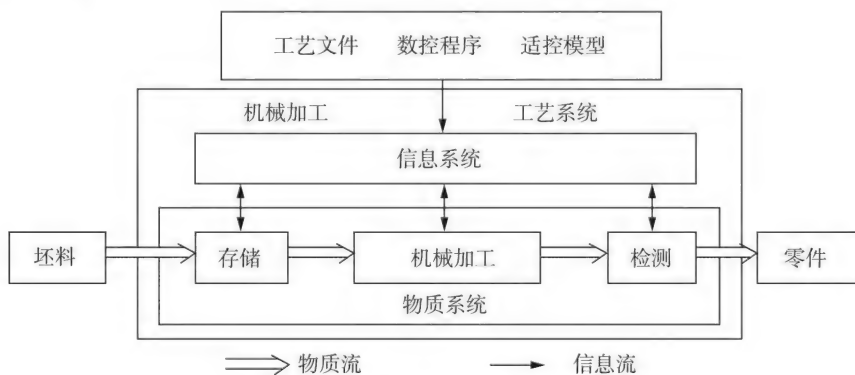 工艺文件 数控程序 适控模型
机械加工 工艺系统
信息系统
坯料 存储 机械加工 检测 零件
物质系统
物质流 信息流